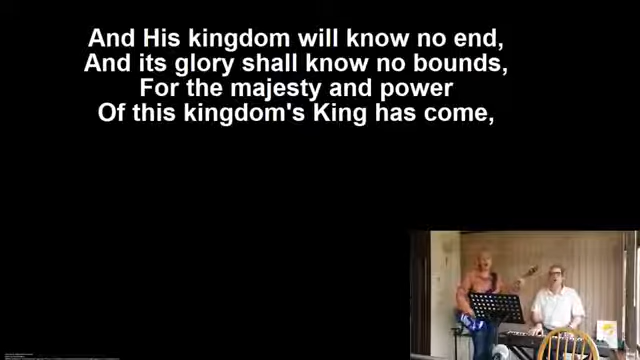 And His kingdom will know no end,
And its glory shall know no bounds,
For the majesty and power
Of this kingdom's King has come,